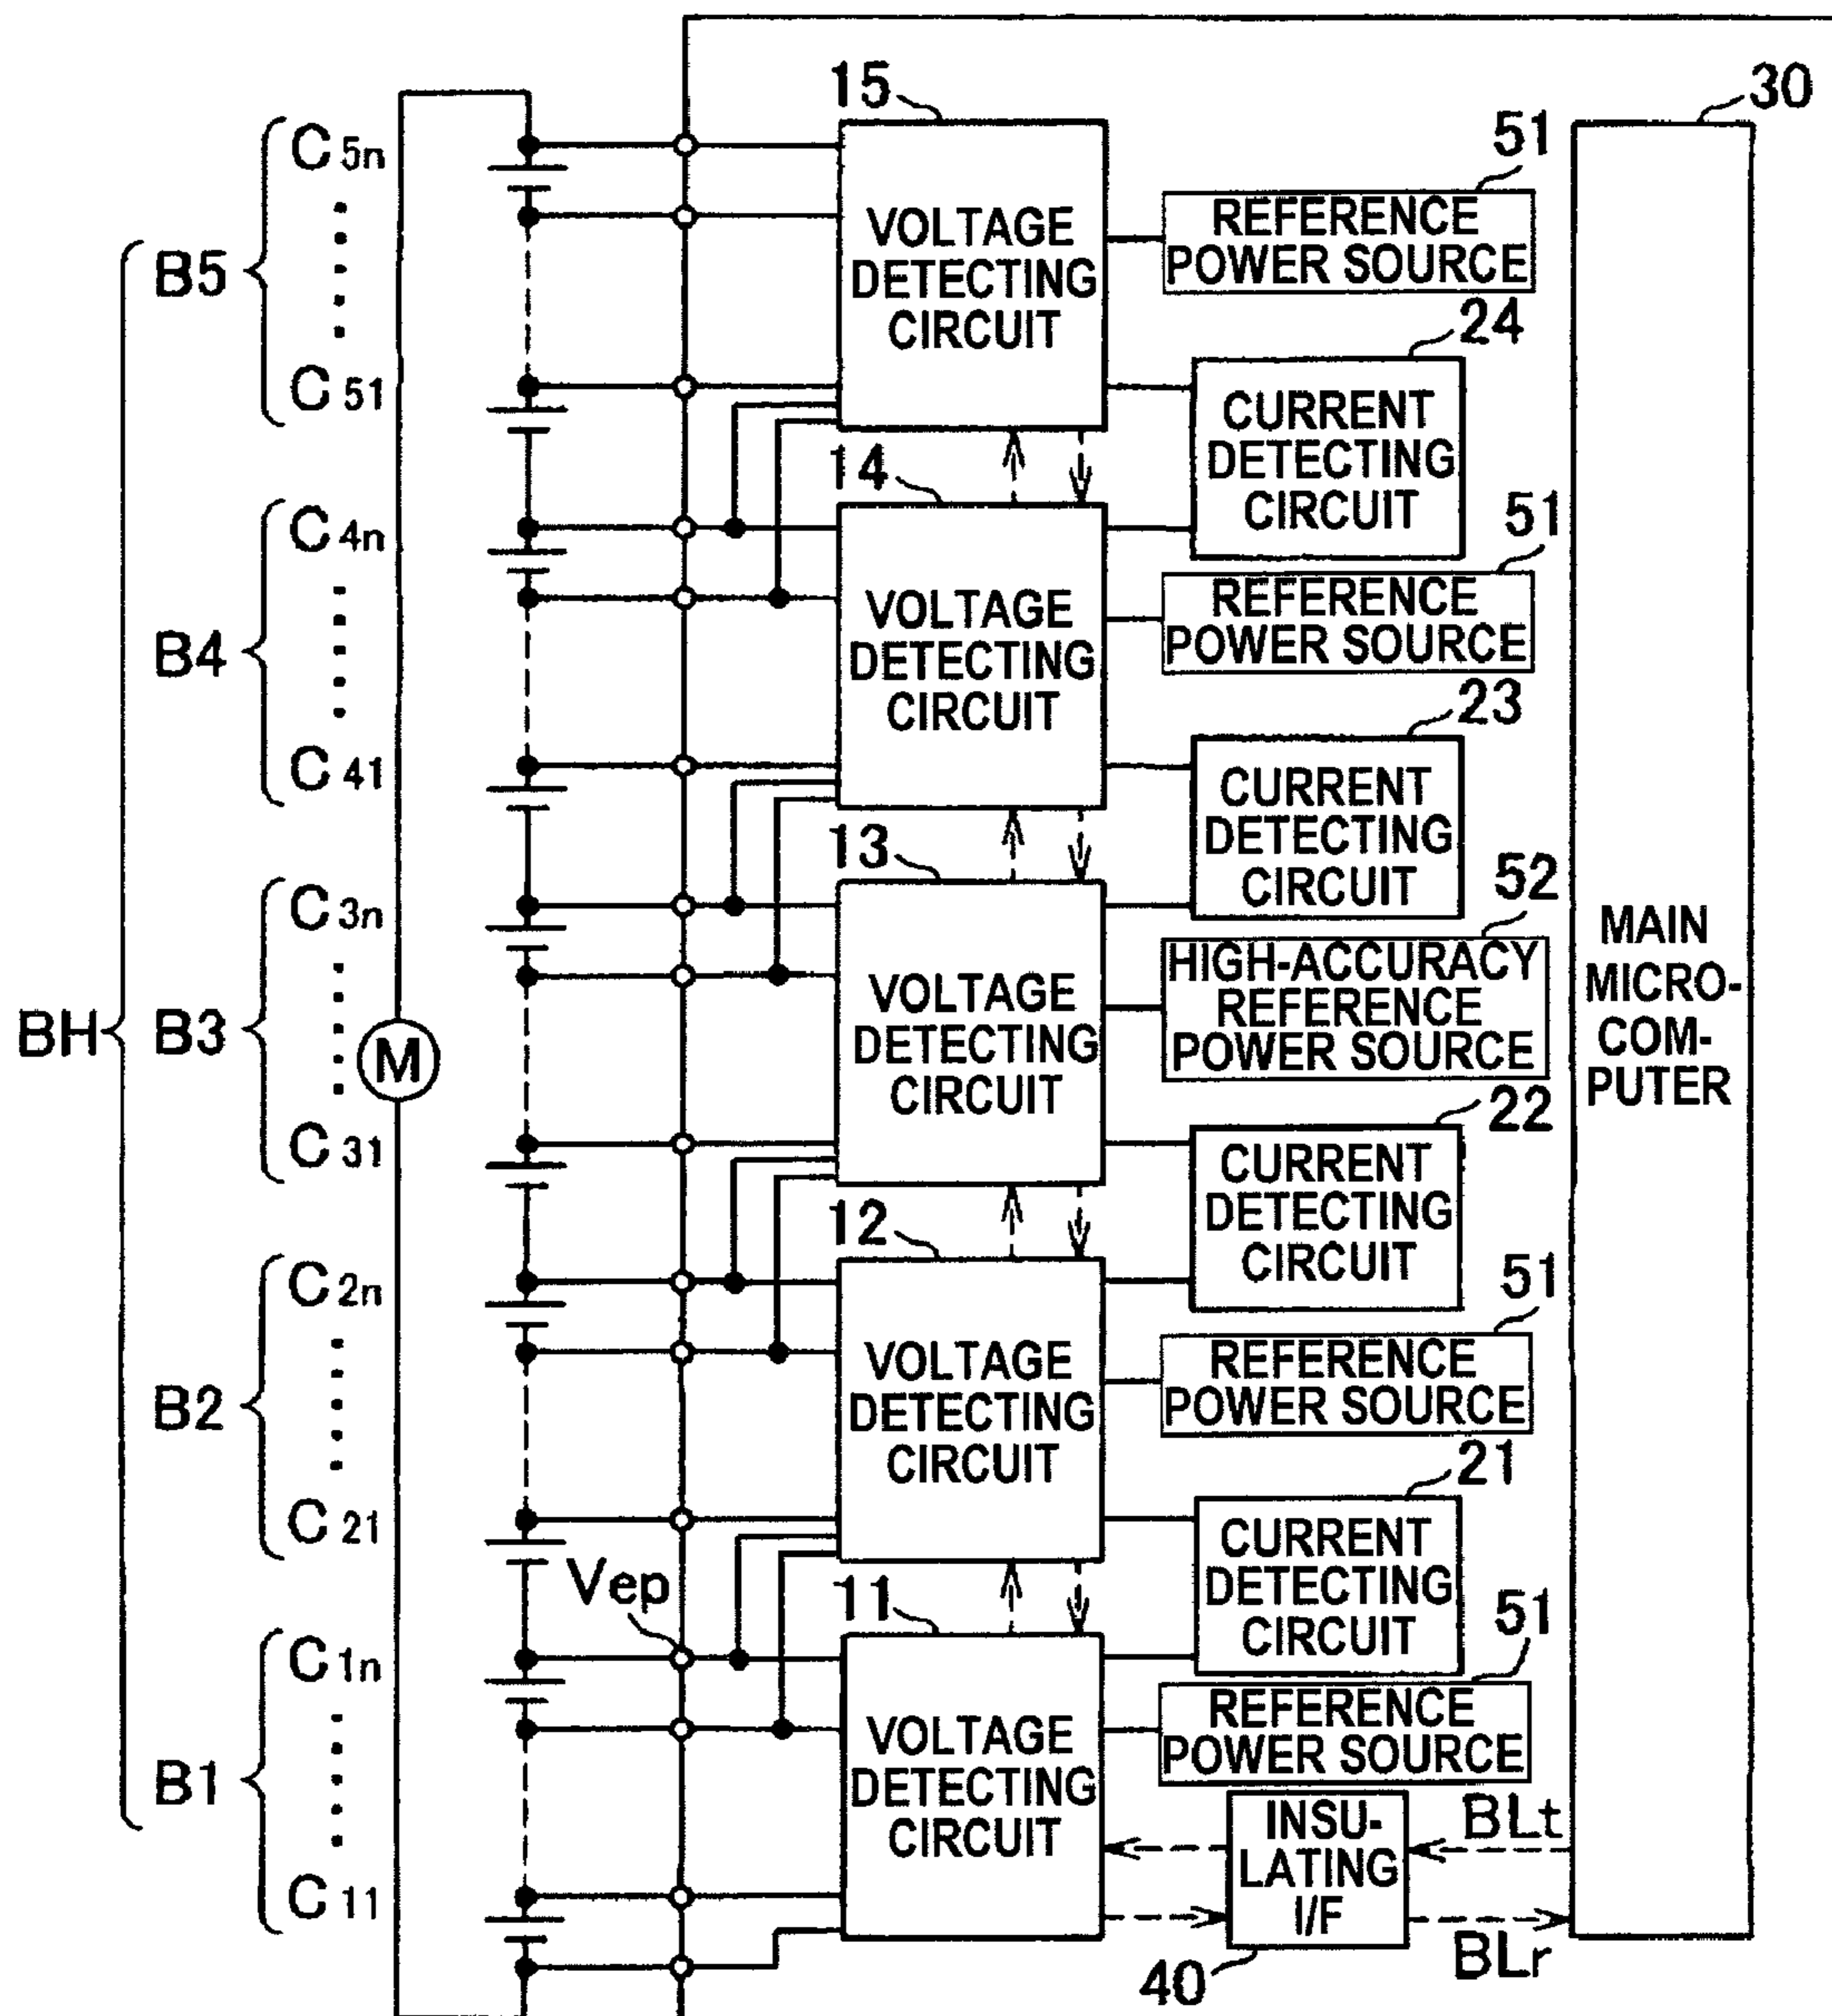 15
30
C5n
51
VOLTAGE
DETECTING
CIRCUIT
REFERENCE
POWER SOURCE
B5
24
C51
CURRENT
DETECTING
CIRCUIT
14
C4n
51
VOLTAGE
DETECTING
CIRCUIT
REFERENCE
POWER SOURCE
B4
23
C41
CURRENT
DETECTING
CIRCUIT
13
52
C3n
MAIN
MICRO-
COM-
PUTER
HIGH-ACCURACY
REFERENCE
POWER SOURCE
VOLTAGE
DETECTING
CIRCUIT
BH
B3
M
22
C31
CURRENT
DETECTING
CIRCUIT
12
C2n
51
VOLTAGE
DETECTING
CIRCUIT
REFERENCE
POWER SOURCE
B2
21
C21
CURRENT
DETECTING
CIRCUIT
Vep
11
51
C1n
REFERENCE
POWER SOURCE
VOLTAGE
DETECTING
CIRCUIT
B1
INSU-
LATING
I/F
BLt
C11
BLr
40